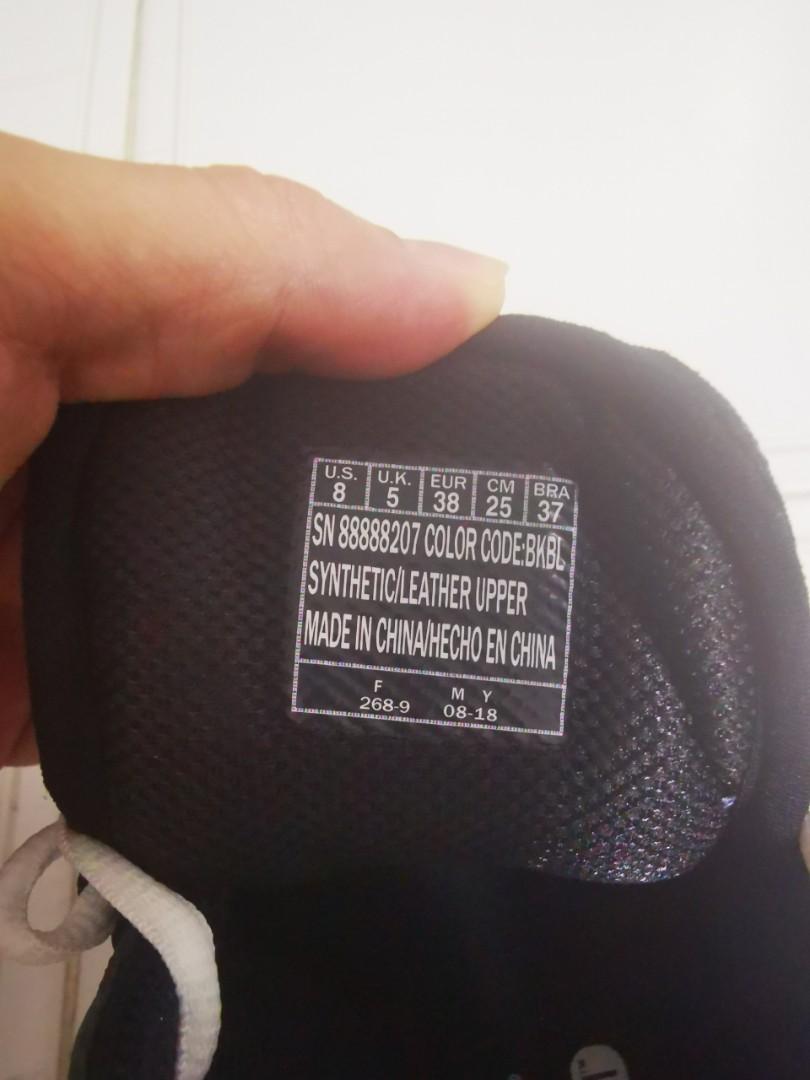 U.S. U.K. EUR CM BRA
8 5 38 25 37
SN 88888207 COLOR CODE:BKBL
SYNTHETIC/LEATHER UPPER
MADE IN CHINA/HECHO EN CHINA
F M Y
268-9 08-18